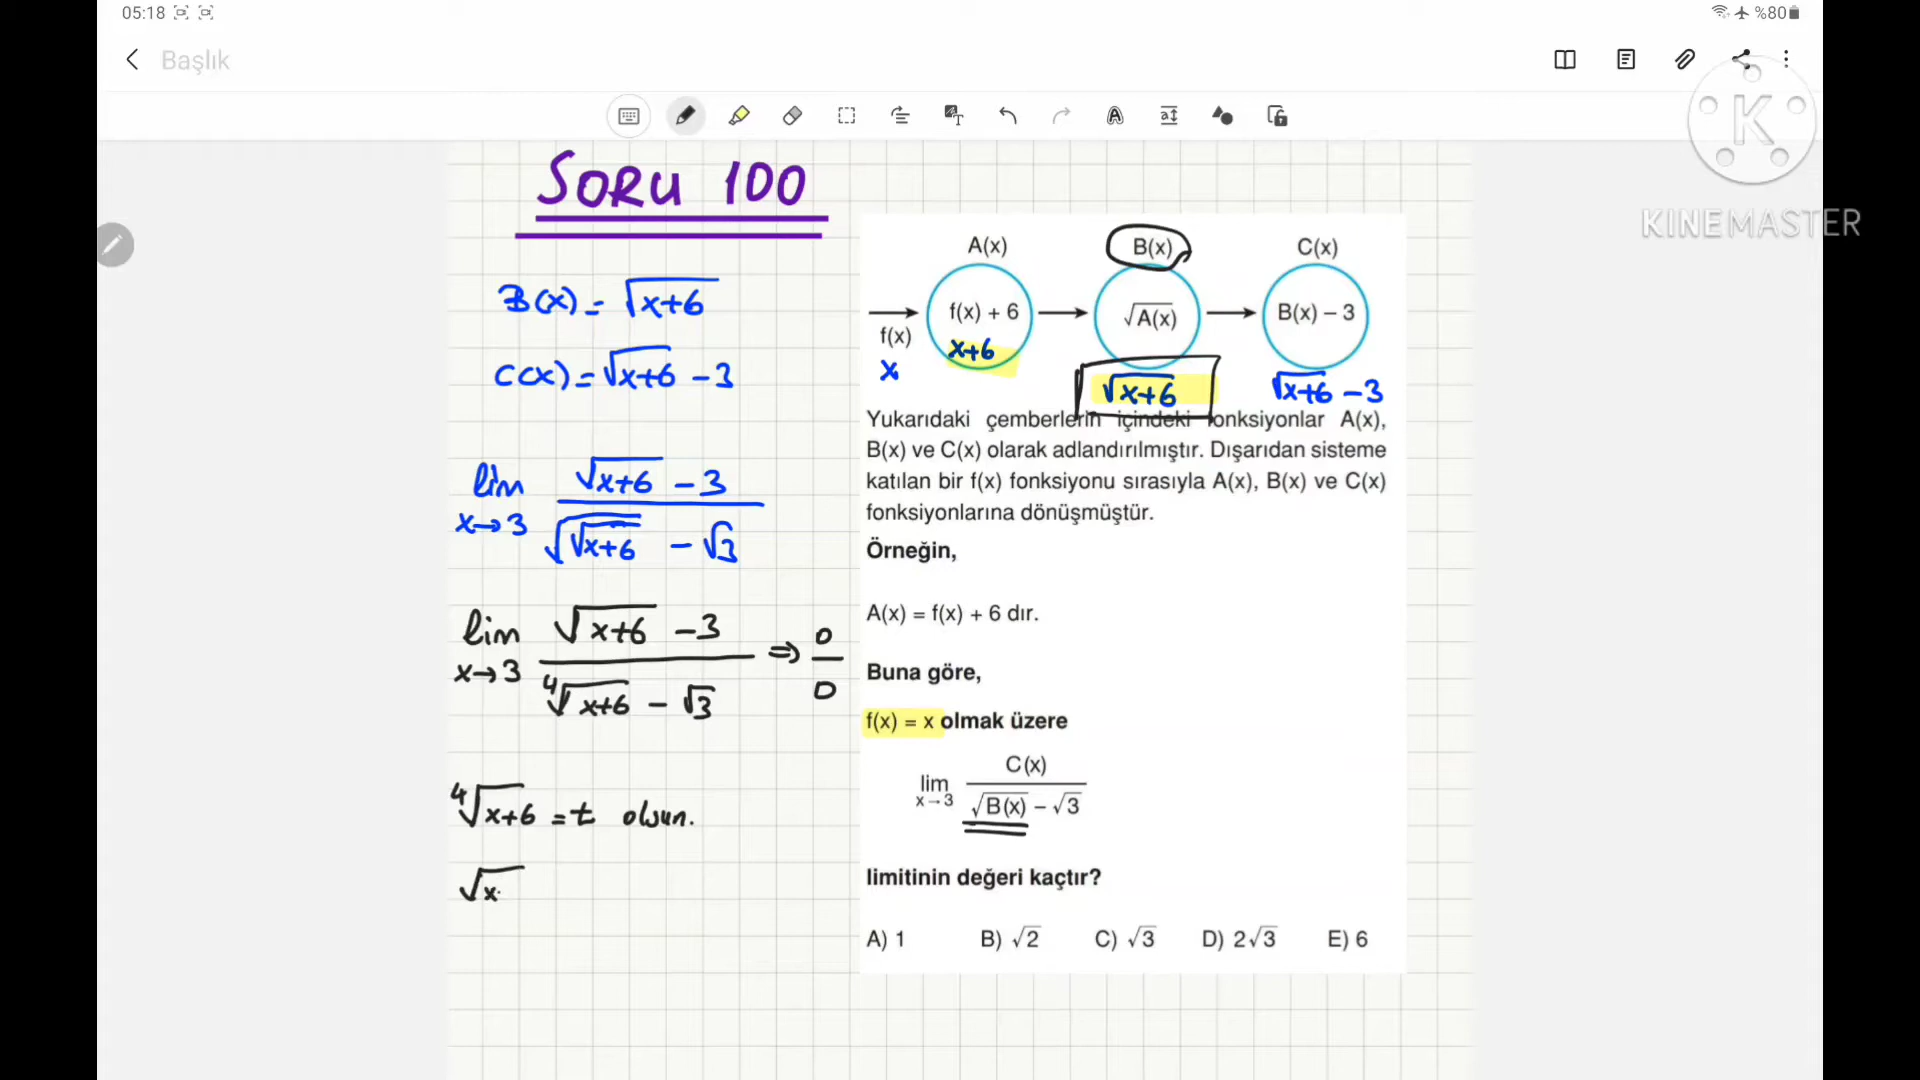 05:18
%80
Başlık
KINEMASTER
SORU 100
B(x) = √x+6
C(x) = √x+6 - 3
lim x→3 √x+6 - 3 / √√x+6 - √3
lim x→3 √x+6 - 3 / ⁴√x+6 - √3 ⇒ 0/0
⁴√x+6 = t olsun.
√x
A(x) B(x) C(x)
f(x) + 6 √A(x) B(x) – 3
f(x)
x x+6 √x+6 √x+6 - 3
Yukarıdaki çemberlerin içindeki fonksiyonlar A(x),
B(x) ve C(x) olarak adlandırılmıştır. Dışarıdan sisteme
katılan bir f(x) fonksiyonu sırasıyla A(x), B(x) ve C(x)
fonksiyonlarına dönüşmüştür.
Örneğin,
A(x) = f(x) + 6 dır.
Buna göre,
f(x) = x olmak üzere
lim x→3 C(x) / √B(x) – √3
limitinin değeri kaçtır?
A) 1 B) √2 C) √3 D) 2√3 E) 6